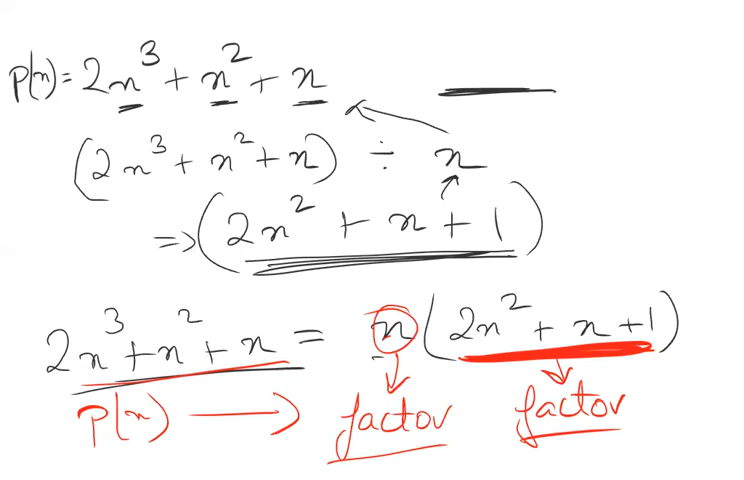 p(x) = 2x³ + x² + x
(2x³ + x² + x) ÷ x
=> (2x² + x + 1)
2x³ + x² + x = x (2x² + x + 1)
p(x) → factor factor